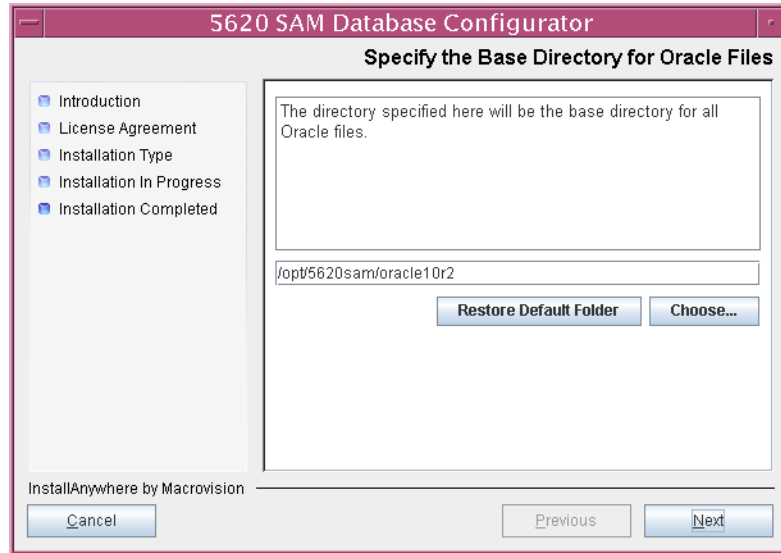 5620 SAM Database Configurator
Specify the Base Directory for Oracle Files
Introduction
License Agreement
Installation Type
Installation In Progress
Installation Completed
The directory specified here will be the base directory for all
Oracle files.
/opt/5620sam/oracle10r2
Restore Default Folder
Choose...
InstallAnywhere by Macrovision
Cancel
Previous
Next